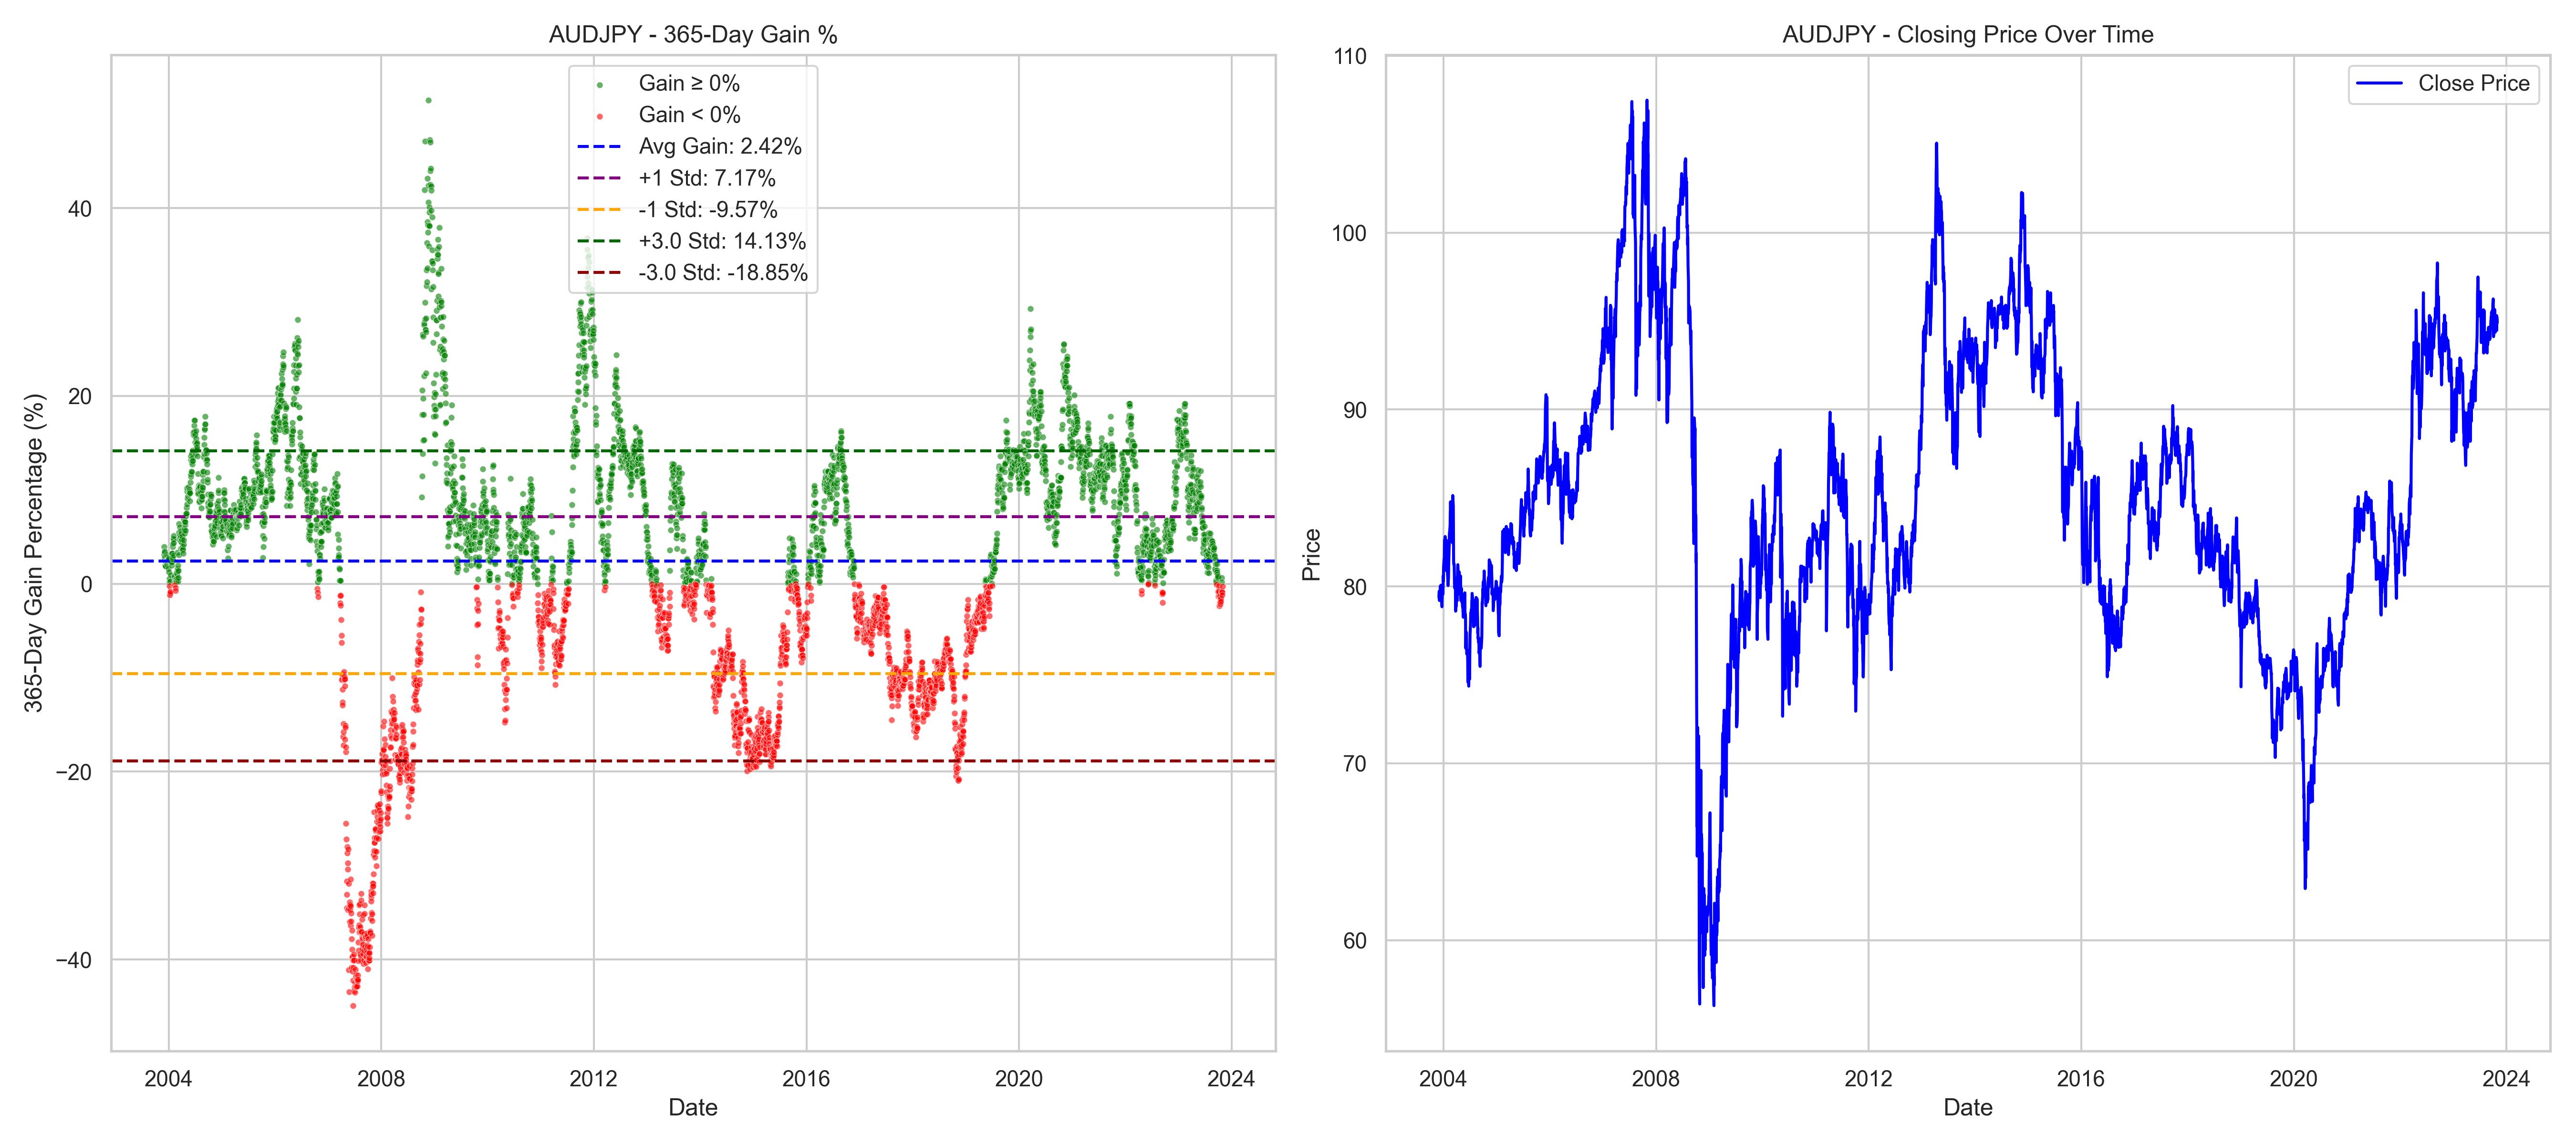 AUDJPY - 365-Day Gain %
Gain ≥ 0%
Gain < 0%
Avg Gain: 2.42%
+1 Std: 7.17%
-1 Std: -9.57%
+3.0 Std: 14.13%
-3.0 Std: -18.85%
365-Day Gain Percentage (%)
40
20
0
−20
−40
2004
2008
2012
2016
2020
2024
Date
AUDJPY - Closing Price Over Time
Close Price
Price
110
100
90
80
70
60
2004
2008
2012
2016
2020
2024
Date